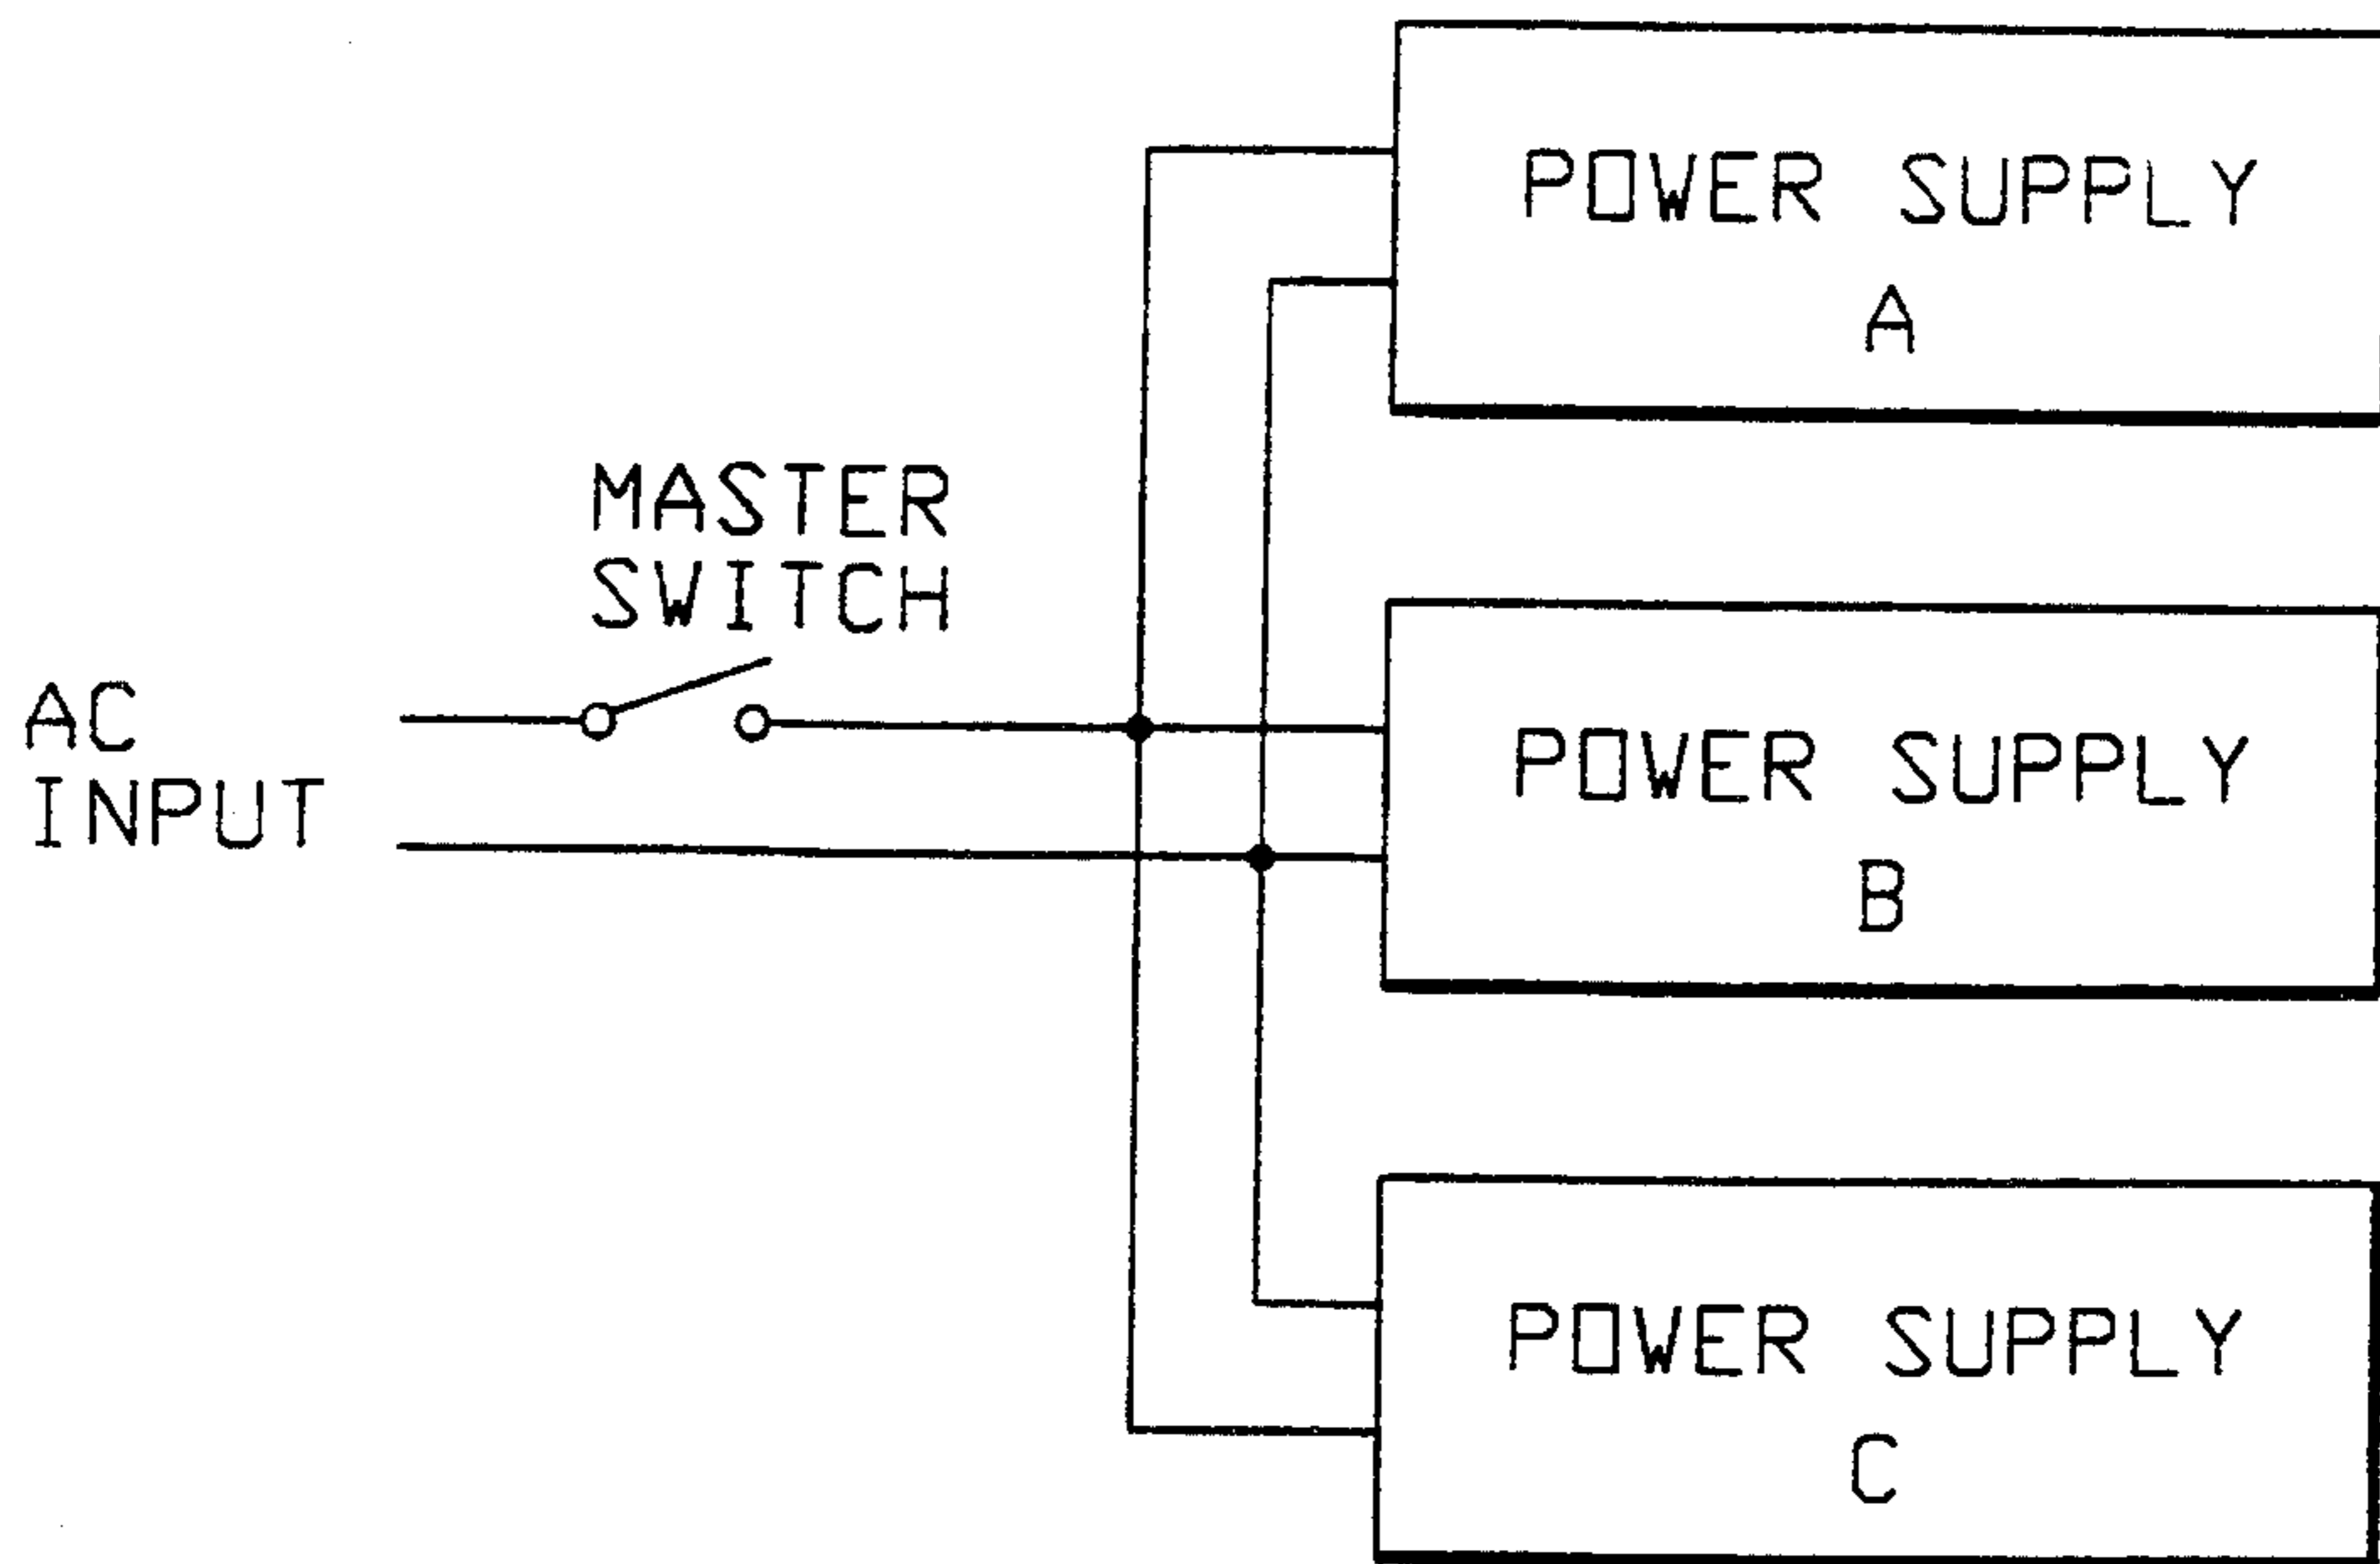 POWER SUPPLY
A
MASTER
SWITCH
AC
INPUT
POWER SUPPLY
B
POWER SUPPLY
C